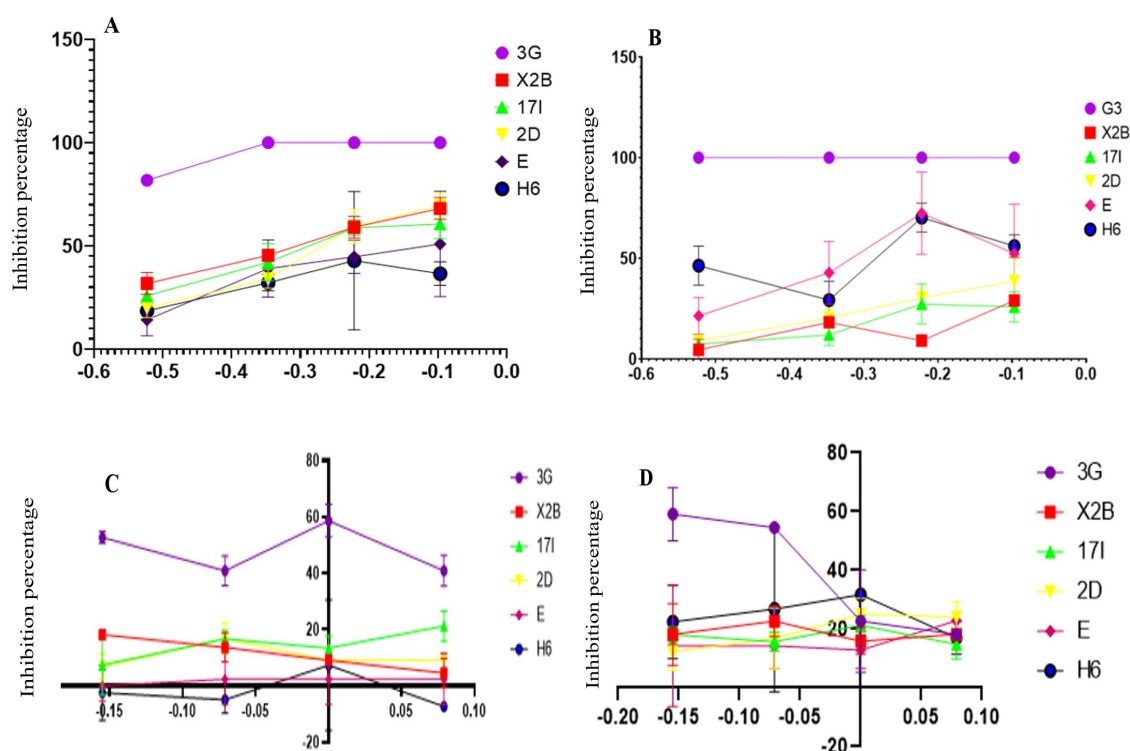 A
Inhibition percentage
150
100
50
0
-0.6 -0.5 -0.4 -0.3 -0.2 -0.1 0.0
3G
X2B
17I
2D
E
H6
B
Inhibition percentage
150
100
50
0
-0.6 -0.5 -0.4 -0.3 -0.2 -0.1 0.0
G3
X2B
17I
2D
E
H6
C
Inhibition percentage
80
60
40
20
-20
-0.15 -0.10 -0.05 0.05 0.10
3G
X2B
17I
2D
E
H6
D
Inhibition percentage
80
60
40
20
-20
-0.20 -0.15 -0.10 -0.05 0.05 0.10
3G
X2B
17I
2D
E
H6